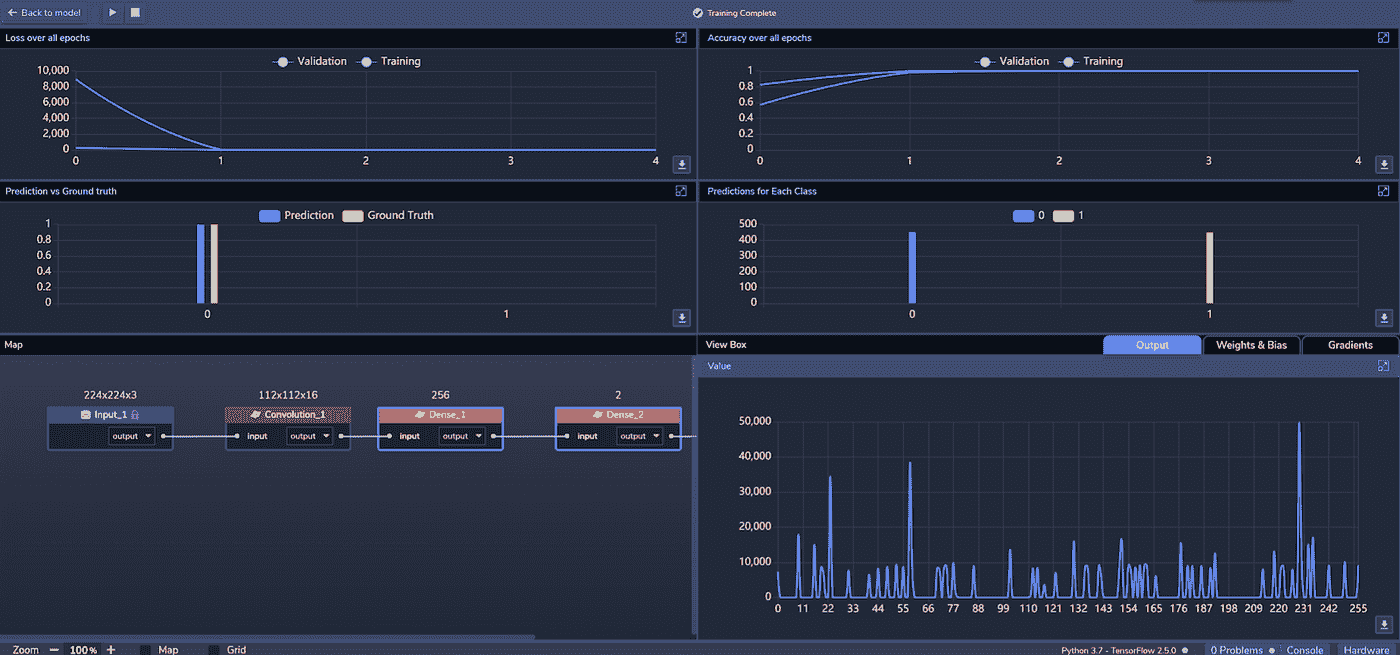 Back to model
Training Complete
Loss over all epochs
Validation Training
10,000
8,000
6,000
4,000
2,000
0
0 1 2 3 4
Accuracy over all epochs
Validation Training
1
0.8
0.6
0.4
0.2
0
0 1 2 3 4
Prediction vs Ground truth
Prediction Ground Truth
1
0.8
0.6
0.4
0.2
0
0 1
Predictions for Each Class
0 1
500
400
300
200
100
0
0 1
Map
224x224x3
Input_1
output
112x112x16
Convolution_1
input output
256
Dense_1
input output
2
Dense_2
input output
View Box
Output Weights & Bias Gradients
Value
50,000
40,000
30,000
20,000
10,000
0
0 11 22 33 44 55 66 77 88 99 110 121 132 143 154 165 176 187 198 209 220 231 242 255
Zoom − 100% + Map Grid
Python 3.7 - TensorFlow 2.5.0 0 Problems Console Hardware